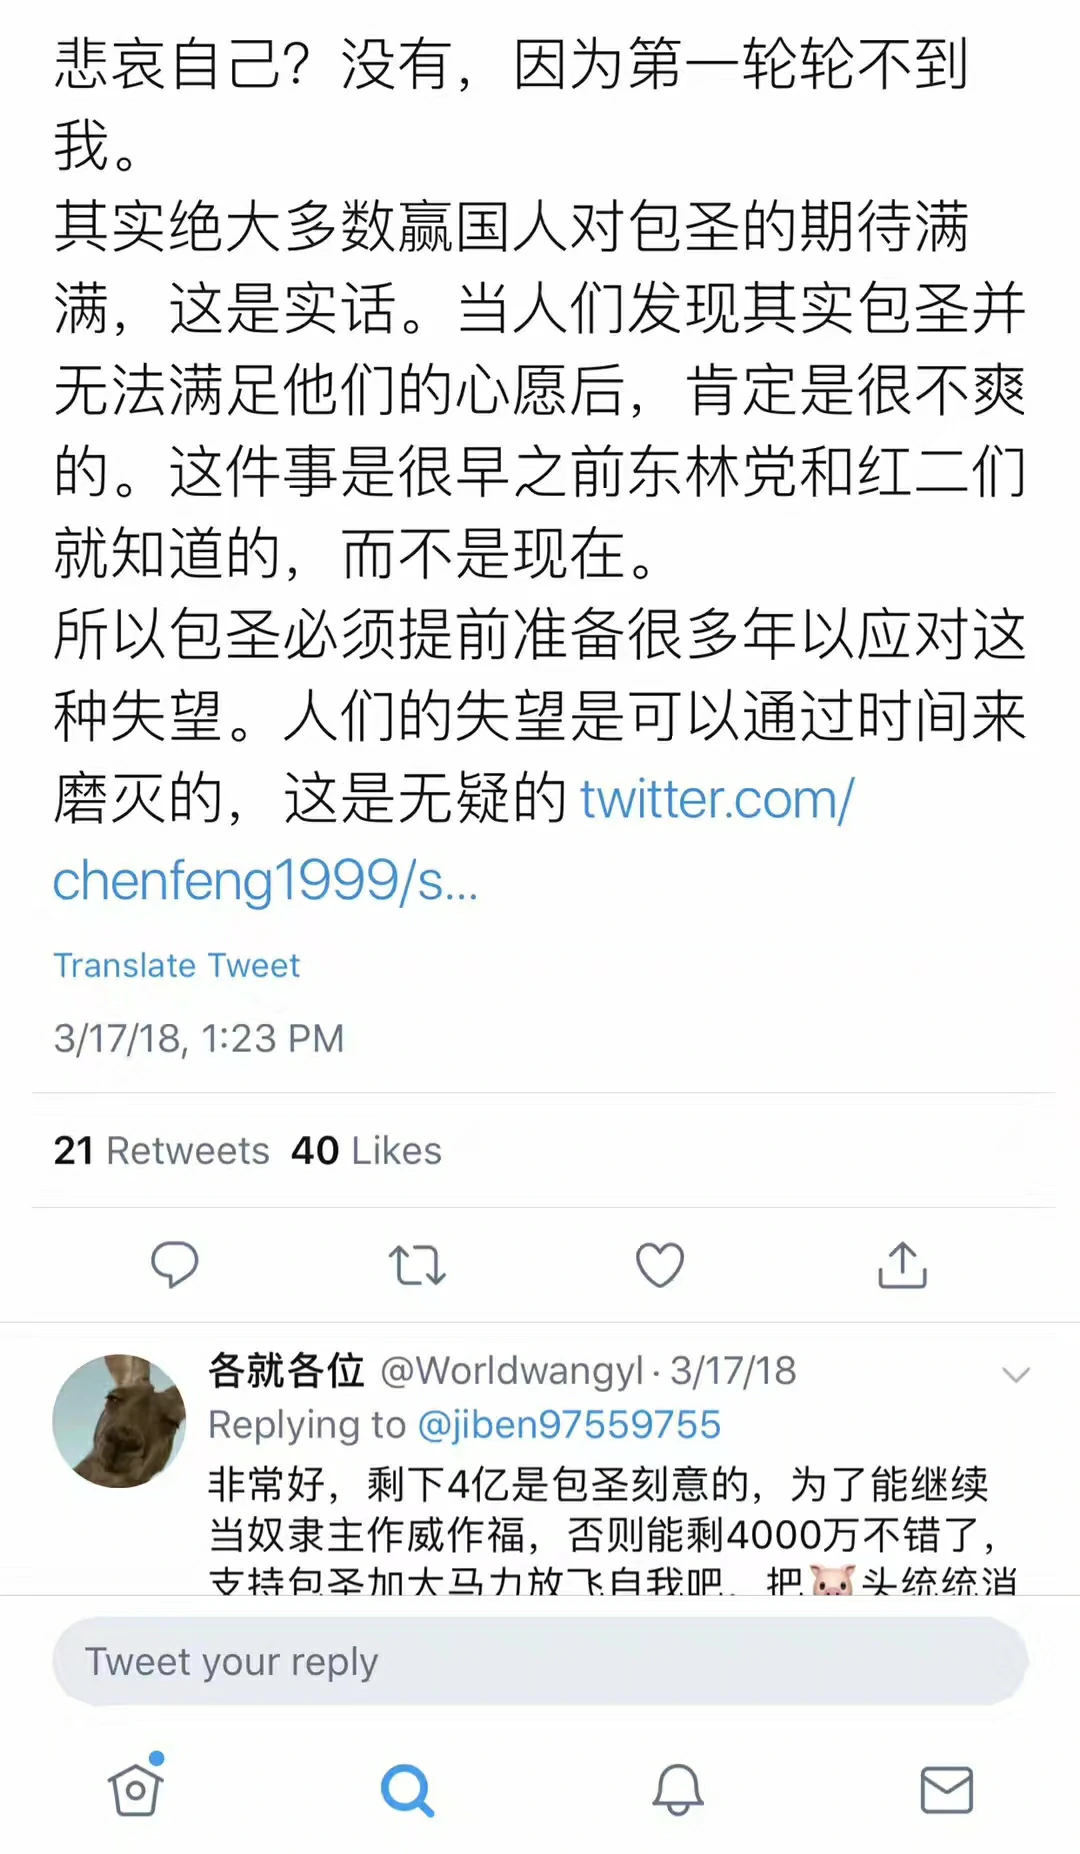 悲哀自己？没有，因为第一轮轮不到
我。
其实绝大多数赢国人对包圣的期待满
满，这是实话。当人们发现其实包圣并
无法满足他们的心愿后，肯定是很不爽
的。这件事是很早之前东林党和红二们
就知道的，而不是现在。
所以包圣必须提前准备很多年以应对这
种失望。人们的失望是可以通过时间来
磨灭的，这是无疑的 twitter.com/
chenfeng1999/s...
Translate Tweet
3/17/18, 1:23 PM
21 Retweets 40 Likes
各就各位 @Worldwangyl · 3/17/18
Replying to @jiben97559755
非常好，剩下4亿是包圣刻意的，为了能继续
当奴隶主作威作福，否则能剩4000万不错了，
支持包圣加大马力放飞自我吧，把🐷头统统消
Tweet your reply